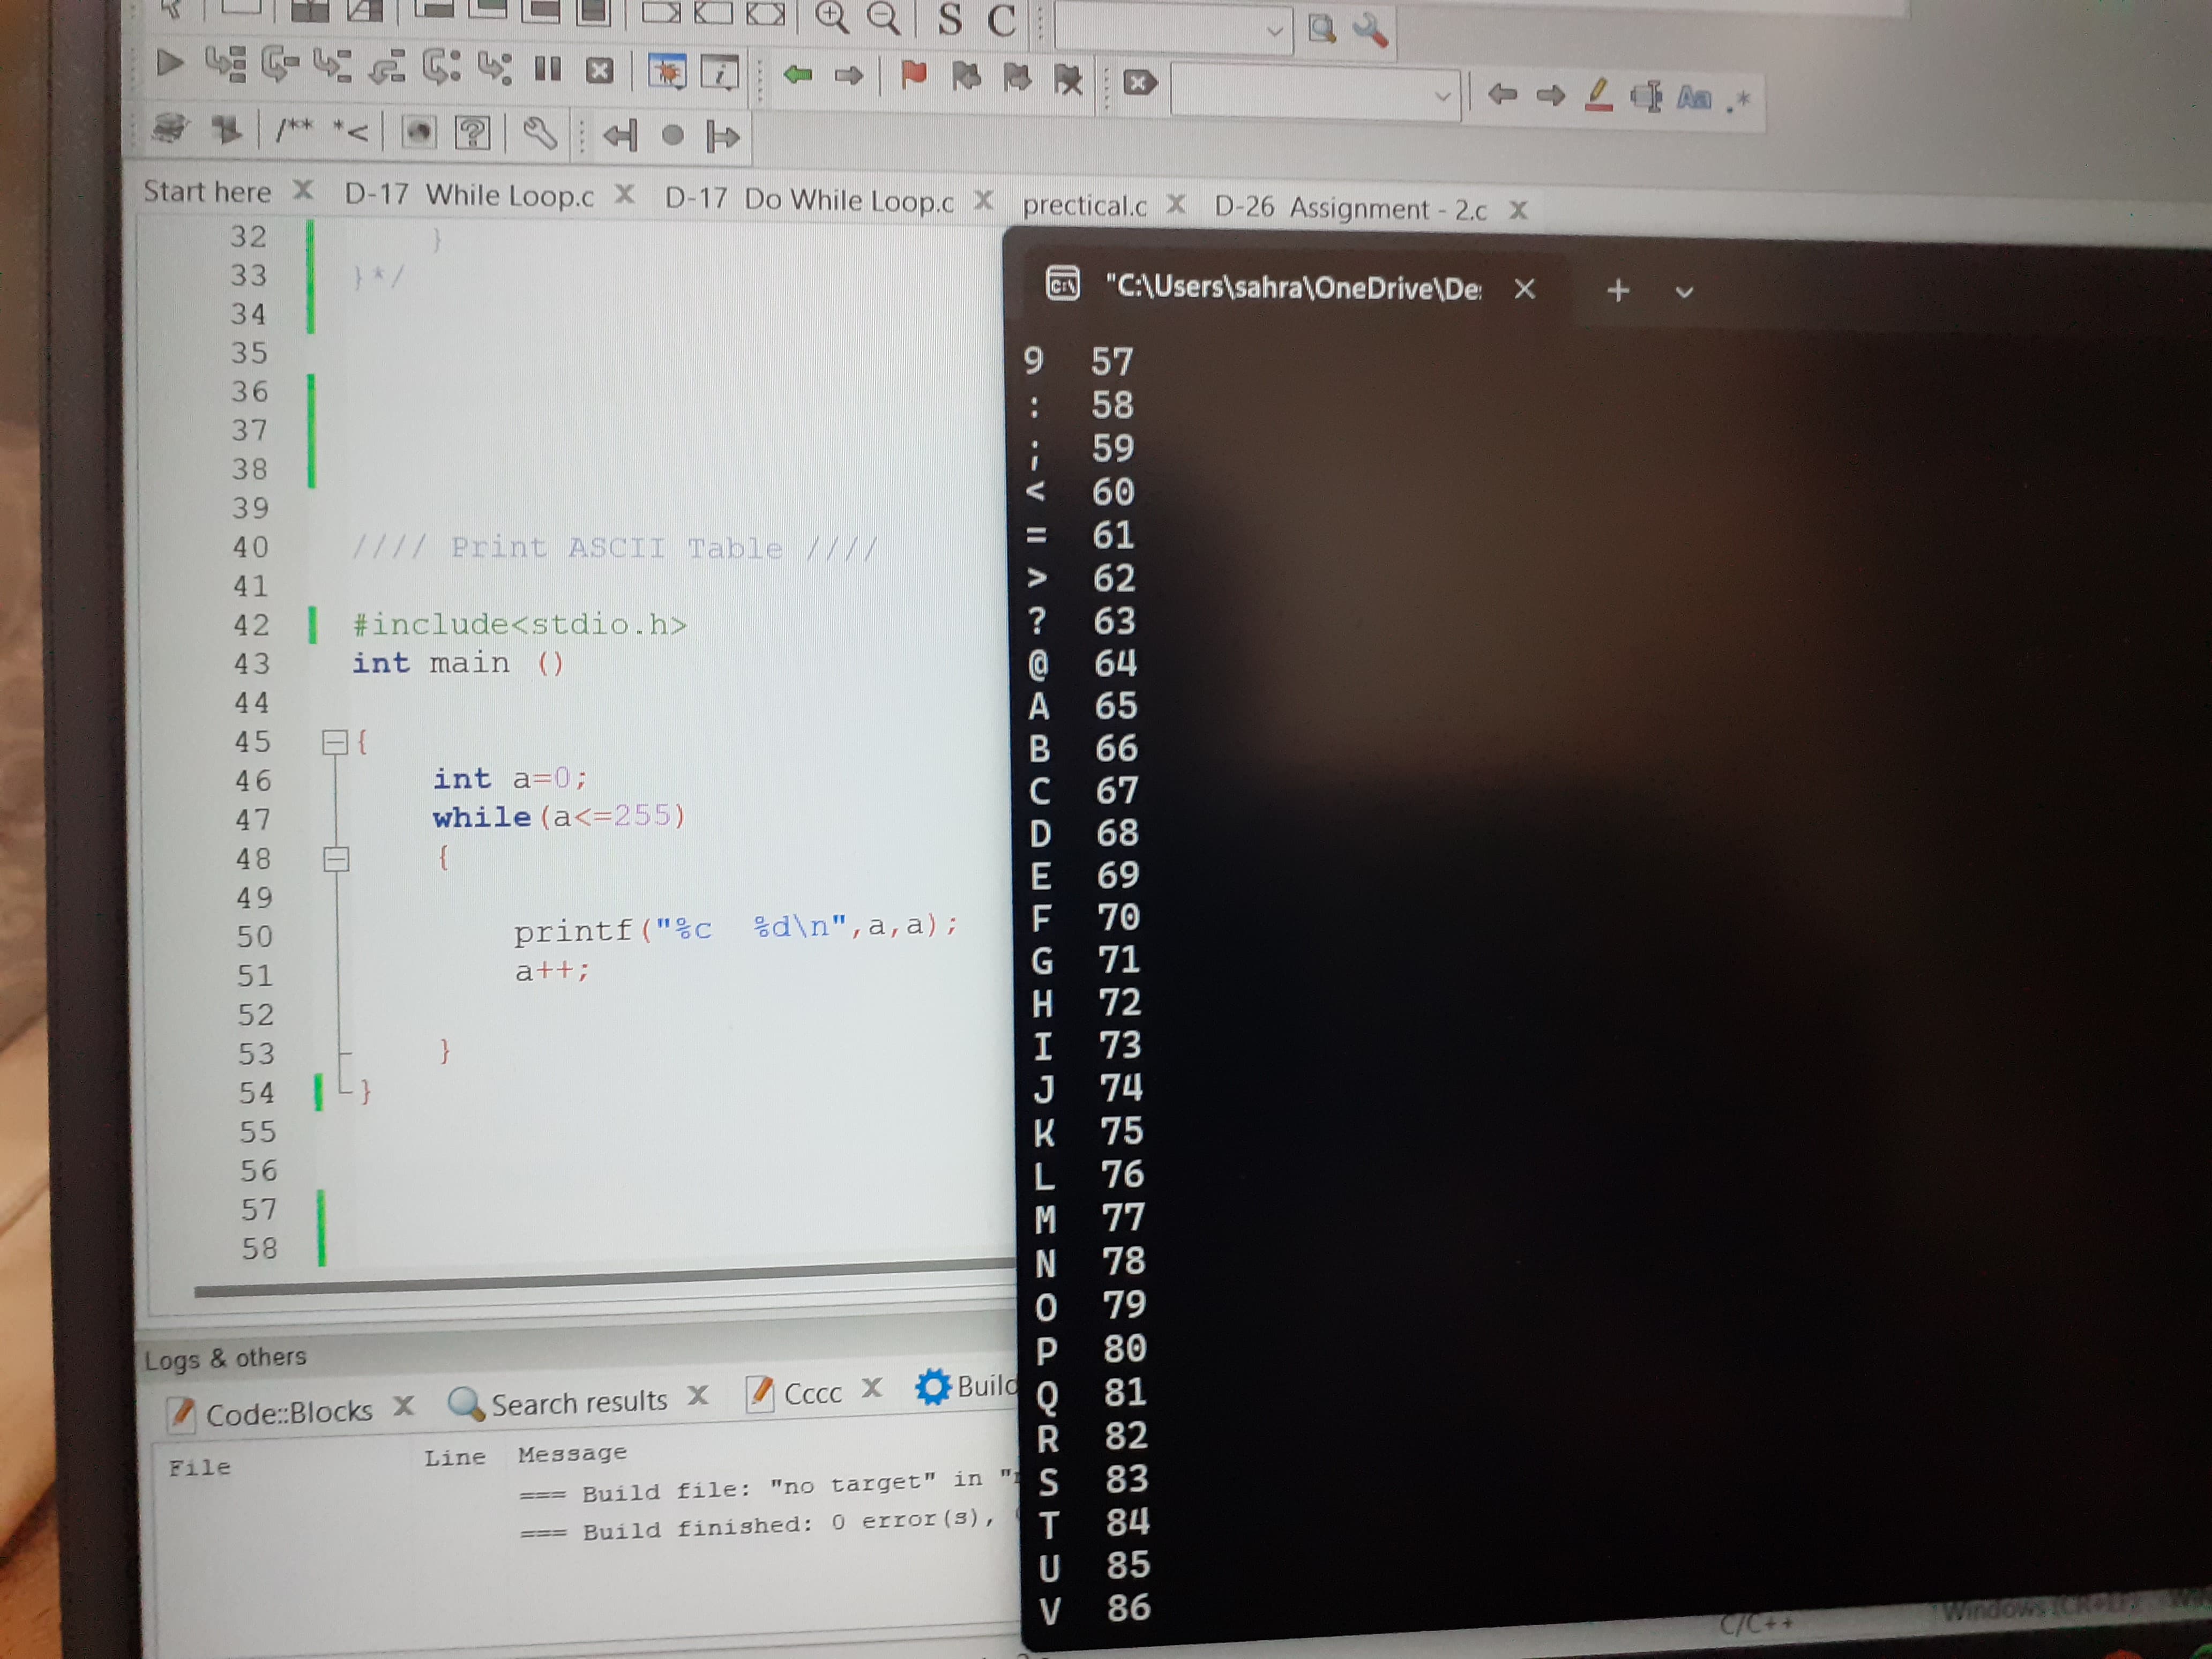 S C
/** *<
Aa .*
Start here X D-17 While Loop.c X D-17 Do While Loop.c X prectical.c X D-26 Assignment - 2.c X
32 }
33 }*/
34
35
36
37
38
39
40 //// Print ASCII Table ////
41
42 #include<stdio.h>
43 int main ()
44
45 {
46 int a=0;
47 while(a<=255)
48 {
49
50 printf("%c  %d\n",a,a);
51 a++;
52
53 }
54 }
55
56
57
58
Logs & others
Code::Blocks X Search results X Cccc X Build
File Line Message
=== Build file: "no target" in "
=== Build finished: 0 error(s),
C:\ "C:\Users\sahra\OneDrive\De: × +
9 57
: 58
; 59
< 60
= 61
> 62
? 63
@ 64
A 65
B 66
C 67
D 68
E 69
F 70
G 71
H 72
I 73
J 74
K 75
L 76
M 77
N 78
O 79
P 80
Q 81
R 82
S 83
T 84
U 85
V 86
C/C++ Windows (CR+LF)